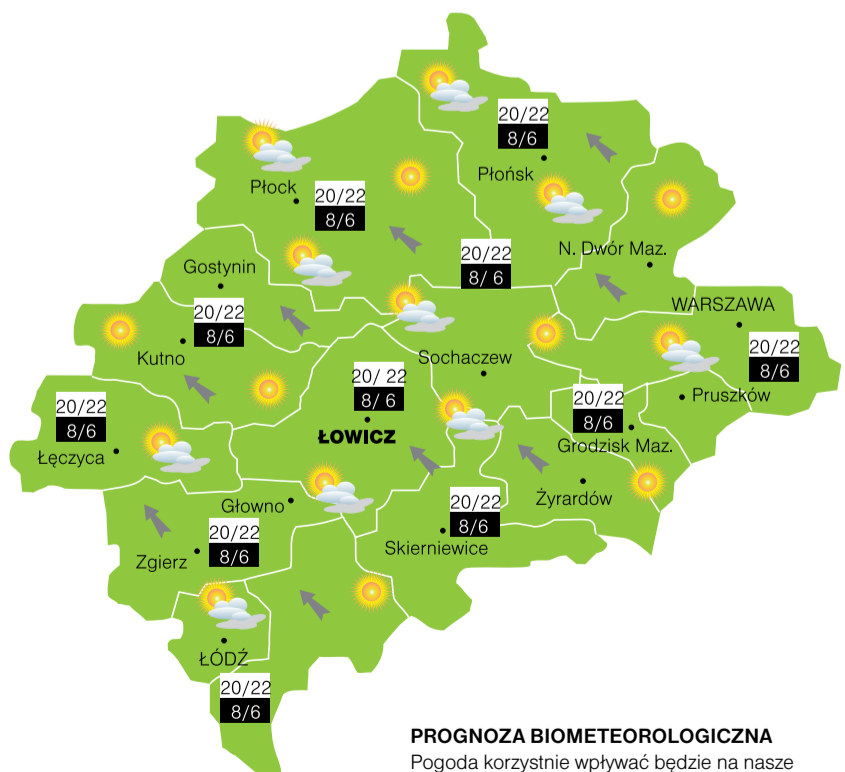 20/22
8/6
Płońsk
Płock
20/22
8/6
N. Dwór Maz.
20/22
8/ 6
Gostynin
20/22
8/6
Kutno
WARSZAWA
20/22
8/6
Sochaczew
20/ 22
8/ 6
ŁOWICZ
Pruszków
20/22
8/6
Grodzisk Maz.
20/22
8/6
Łęczyca
Żyrardów
Głowno
20/22
8/6
Skierniewice
20/22
8/6
Zgierz
ŁÓDŹ
20/22
8/6
PROGNOZA BIOMETEOROLOGICZNA
Pogoda korzystnie wpływać będzie na nasze